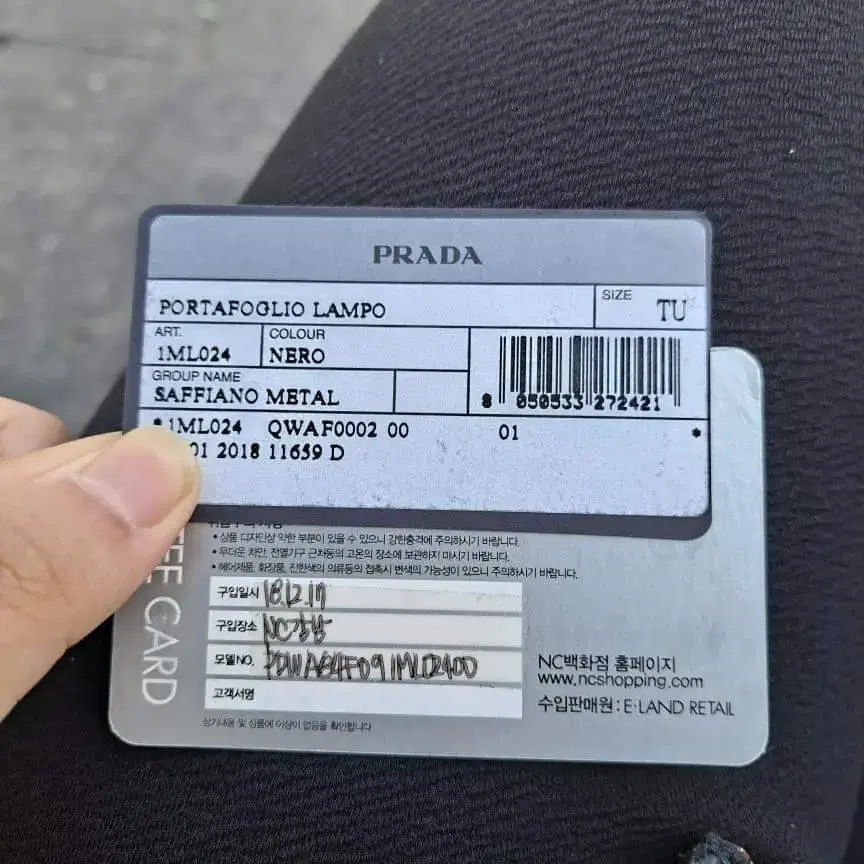 PRADA
PORTAFOGLIO LAMPO
SIZE TU
ART. COLOUR
1ML024 NERO
GROUP NAME
SAFFIANO METAL
8 050533 272421
*1ML024 QWAF0002 00 01 *
01 2018 11659 D
• 상품 디자인상 약한 부분이 있을 수 있으니 강한충격에 주의하시기 바랍니다.
• 무더운 차안, 전열기구 근처등의 고온의 장소에 보관하지 마시기 바랍니다.
• 헤어제품, 화장품, 진한색의 의류등의 접촉시 변색의 가능성이 있으니 주의하시기 바랍니다.
구입일시 18.12.17
구입장소 NC강남
모델NO.
고객서명
상기내용 및 상품에 이상이 없음을 확인합니다
CARD
NC백화점 홈페이지
www.ncshopping.com
수입판매원 : E·LAND RETAIL